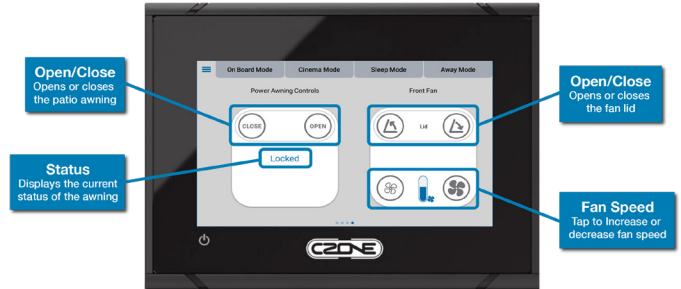 Open/Close
Opens or closes
the patio awning
Status
Displays the current
status of the awning
On Board Mode
Cinema Mode
Sleep Mode
Away Mode
Power Awning Controls
Front Fan
CLOSE
OPEN
Lid
Locked
CZONE
Open/Close
Opens or closes
the fan lid
Fan Speed
Tap to Increase or
decrease fan speed